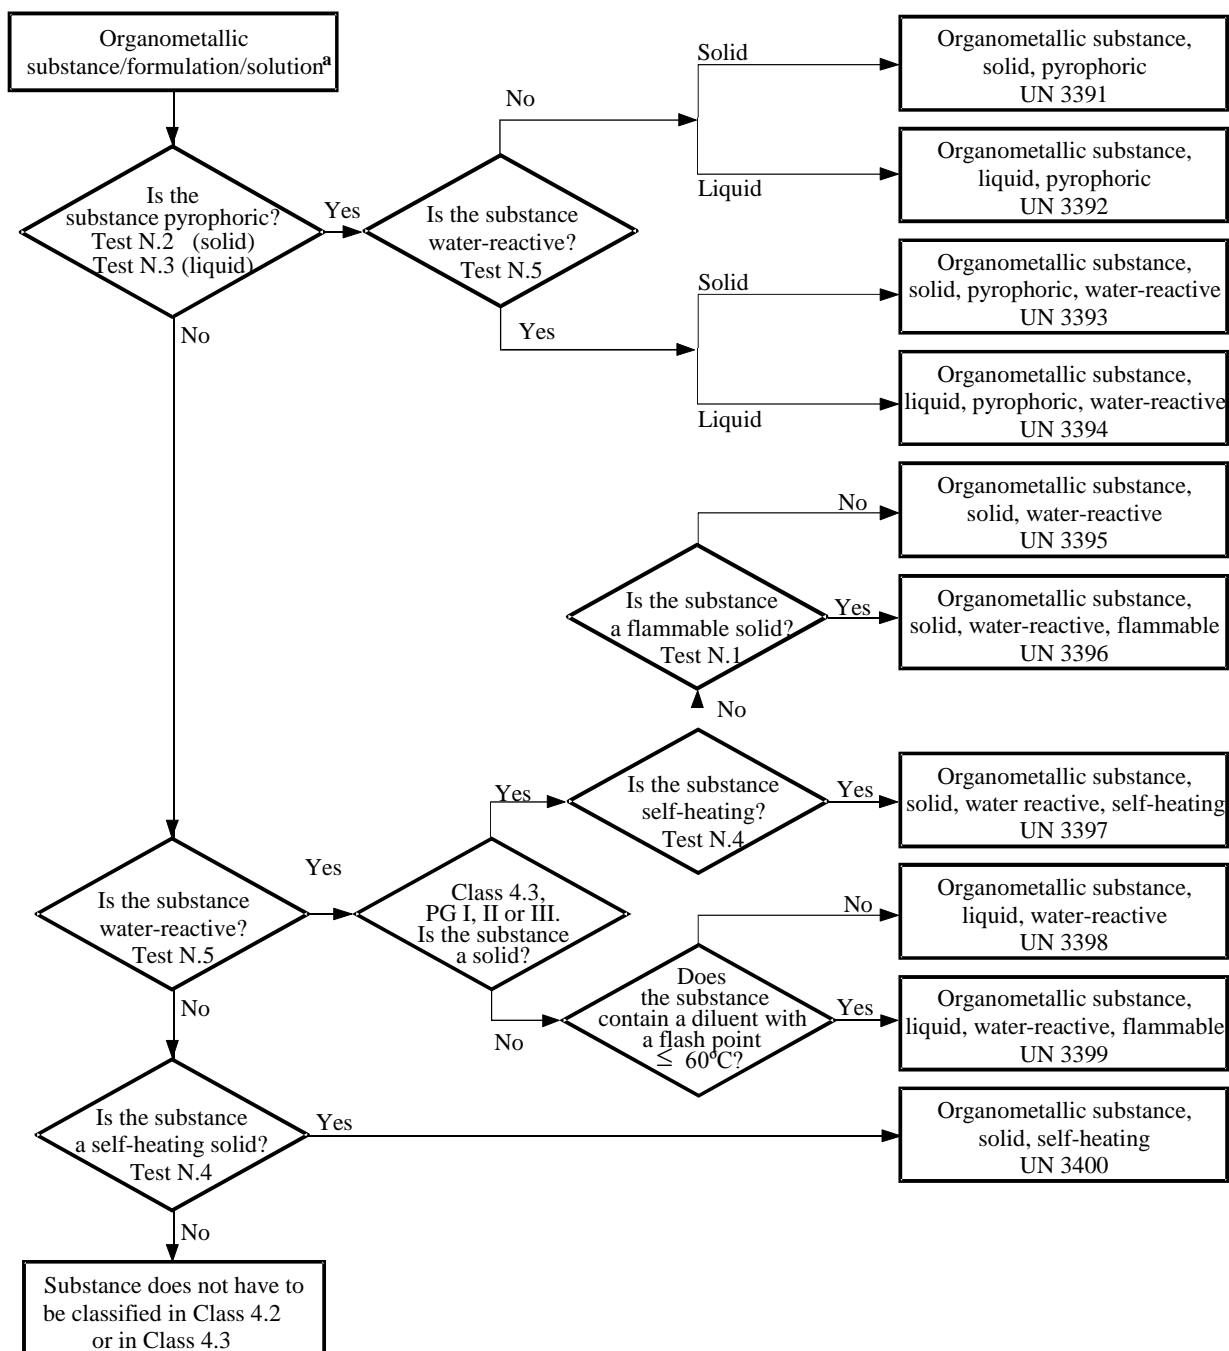 Organometallic
substance/formulation/solutionᵃ
Is the
substance pyrophoric?
Test N.2 (solid)
Test N.3 (liquid)
Yes
No
Is the substance
water-reactive?
Test N.5
No
Yes
Solid
Liquid
Solid
Liquid
Organometallic substance,
solid, pyrophoric
UN 3391
Organometallic substance,
liquid, pyrophoric
UN 3392
Organometallic substance,
solid, pyrophoric, water-reactive
UN 3393
Organometallic substance,
liquid, pyrophoric, water-reactive
UN 3394
No
Organometallic substance,
solid, water-reactive
UN 3395
Is the substance
a flammable solid?
Test N.1
Yes
Organometallic substance,
solid, water-reactive, flammable
UN 3396
No
Is the substance
self-heating?
Test N.4
Yes
Yes
Organometallic substance,
solid, water reactive, self-heating
UN 3397
Is the substance
water-reactive?
Test N.5
Yes
Class 4.3,
PG I, II or III.
Is the substance
a solid?
No
Organometallic substance,
liquid, water-reactive
UN 3398
No
No
Does
the substance
contain a diluent with
a flash point
≤ 60ºC?
Yes
Organometallic substance,
liquid, water-reactive, flammable
UN 3399
Is the substance
a self-heating solid?
Test N.4
Yes
Organometallic substance,
solid, self-heating
UN 3400
No
Substance does not have to
be classified in Class 4.2
or in Class 4.3